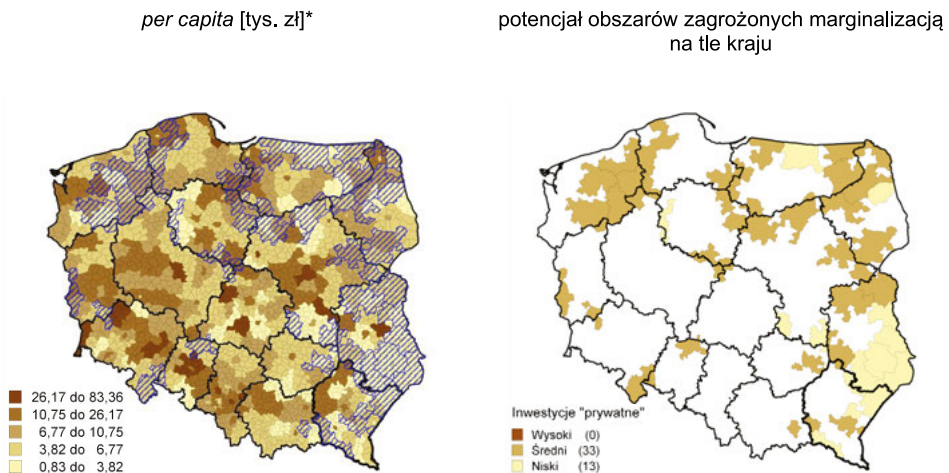 per capita [tys. zł]*
potencjał obszarów zagrożonych marginalizacją
na tle kraju
26,17 do 83,36
10,75 do 26,17
6,77 do 10,75
3,82 do 6,77
0,83 do 3,82
Inwestycje "prywatne"
Wysoki (0)
Średni (33)
Niski (13)